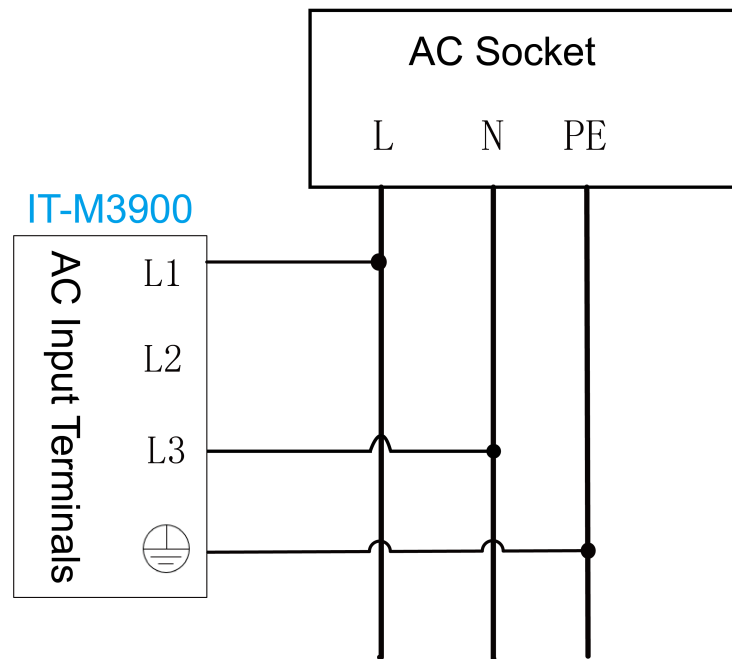 AC Socket
L N PE
IT-M3900
AC Input Terminals
L1
L2
L3